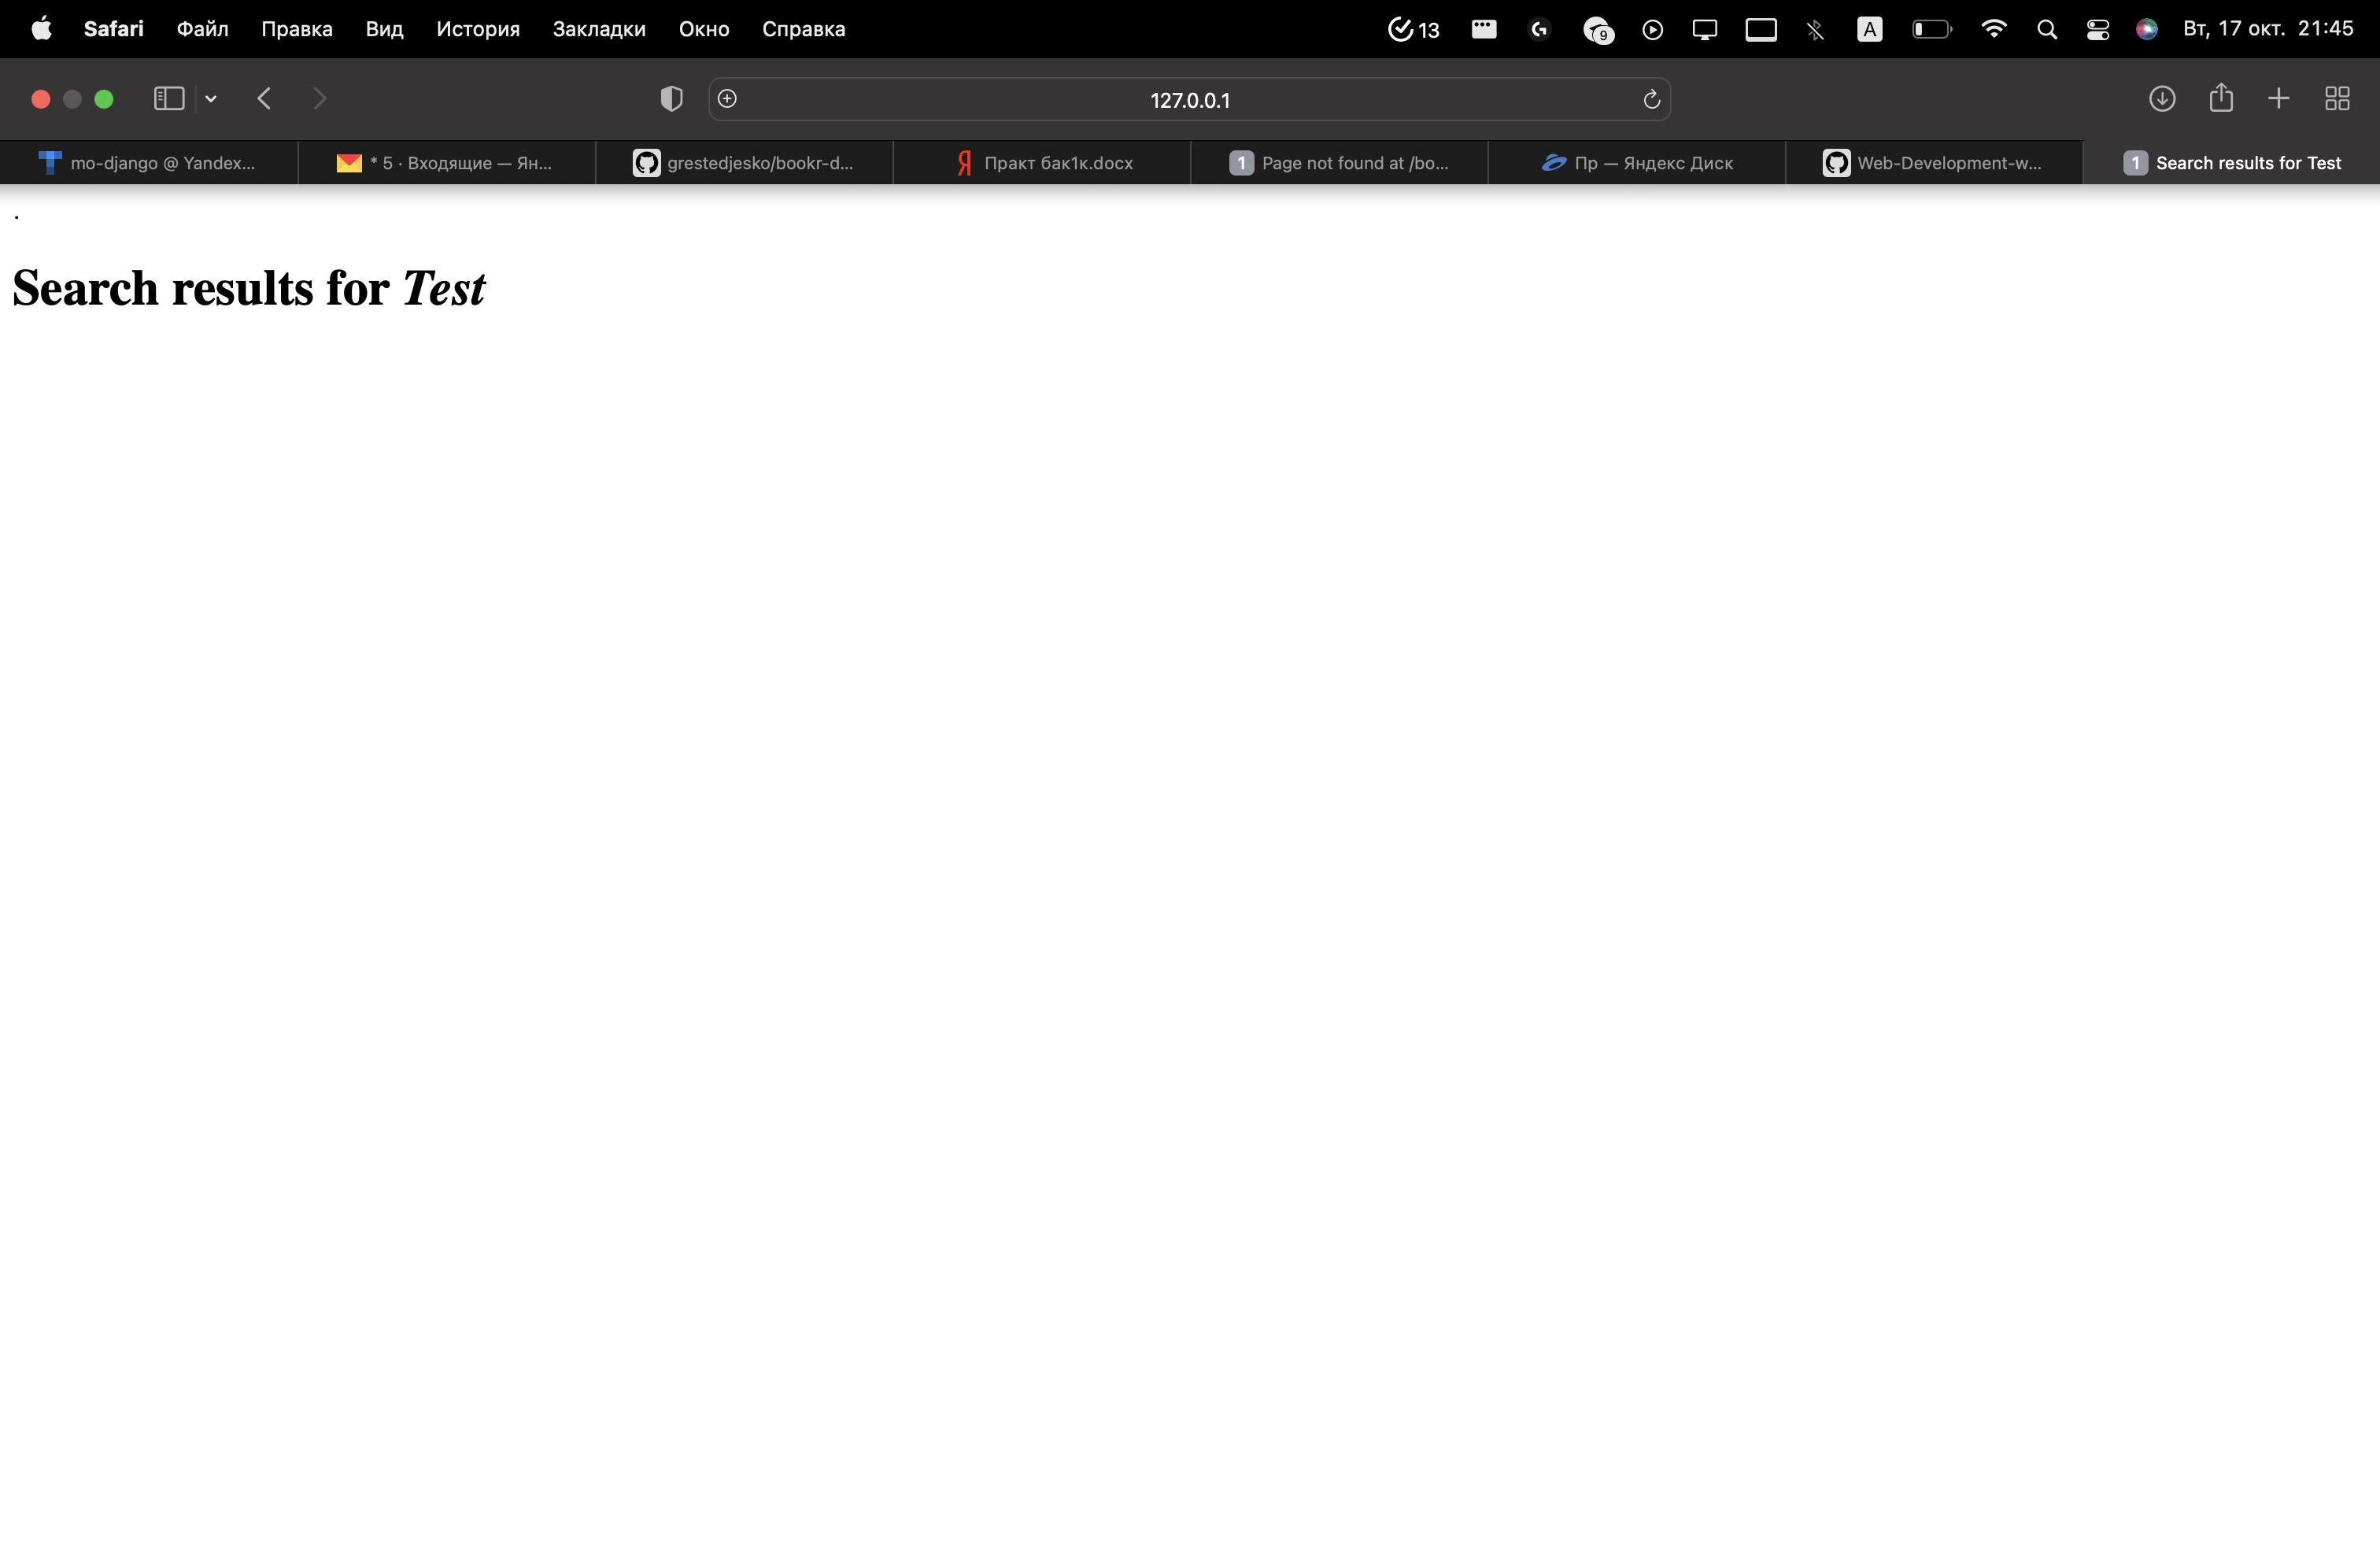 Safari Файл Правка Вид История Закладки Окно Справка 13 9 A Вт, 17 окт. 21:45
127.0.0.1
mo-django @ Yandex... * 5 · Входящие — Ян... grestedjesko/bookr-d... Я Практ бак1к.docx 1 Page not found at /bo... Пр — Яндекс Диск Web-Development-w... 1 Search results for Test
.
Search results for Test